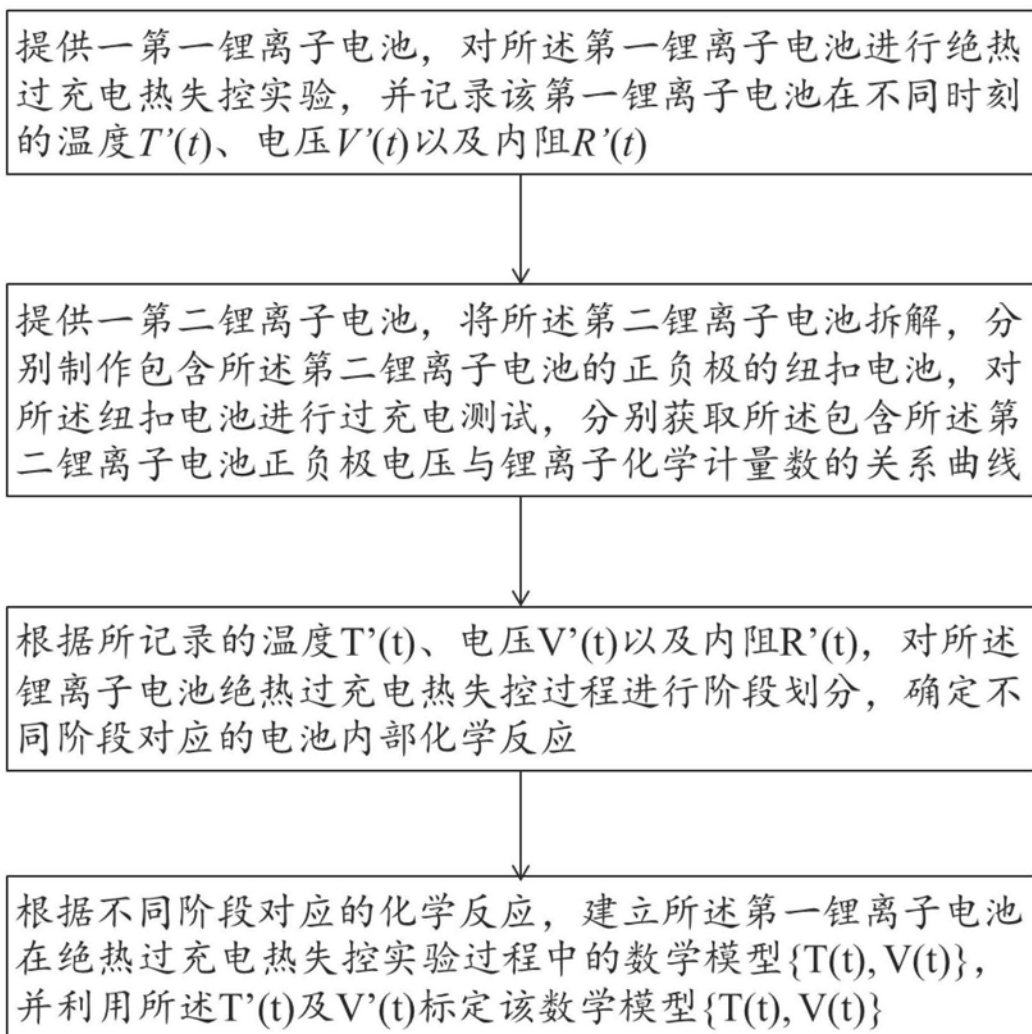 提供一第一锂离子电池，对所述第一锂离子电池进行绝热
过充电热失控实验，并记录该第一锂离子电池在不同时刻
的温度T’(t)、电压V’(t)以及内阻R’(t)
提供一第二锂离子电池，将所述第二锂离子电池拆解，分
别制作包含所述第二锂离子电池的正负极的纽扣电池，对
所述纽扣电池进行过充电测试，分别获取所述包含所述第
二锂离子电池正负极电压与锂离子化学计量数的关系曲线
根据所记录的温度T’(t)、电压V’(t)以及内阻R’(t)，对所述
锂离子电池绝热过充电热失控过程进行阶段划分，确定不
同阶段对应的电池内部化学反应
根据不同阶段对应的化学反应，建立所述第一锂离子电池
在绝热过充电热失控实验过程中的数学模型{T(t), V(t)}，
并利用所述T’(t)及V’(t)标定该数学模型{T(t), V(t)}